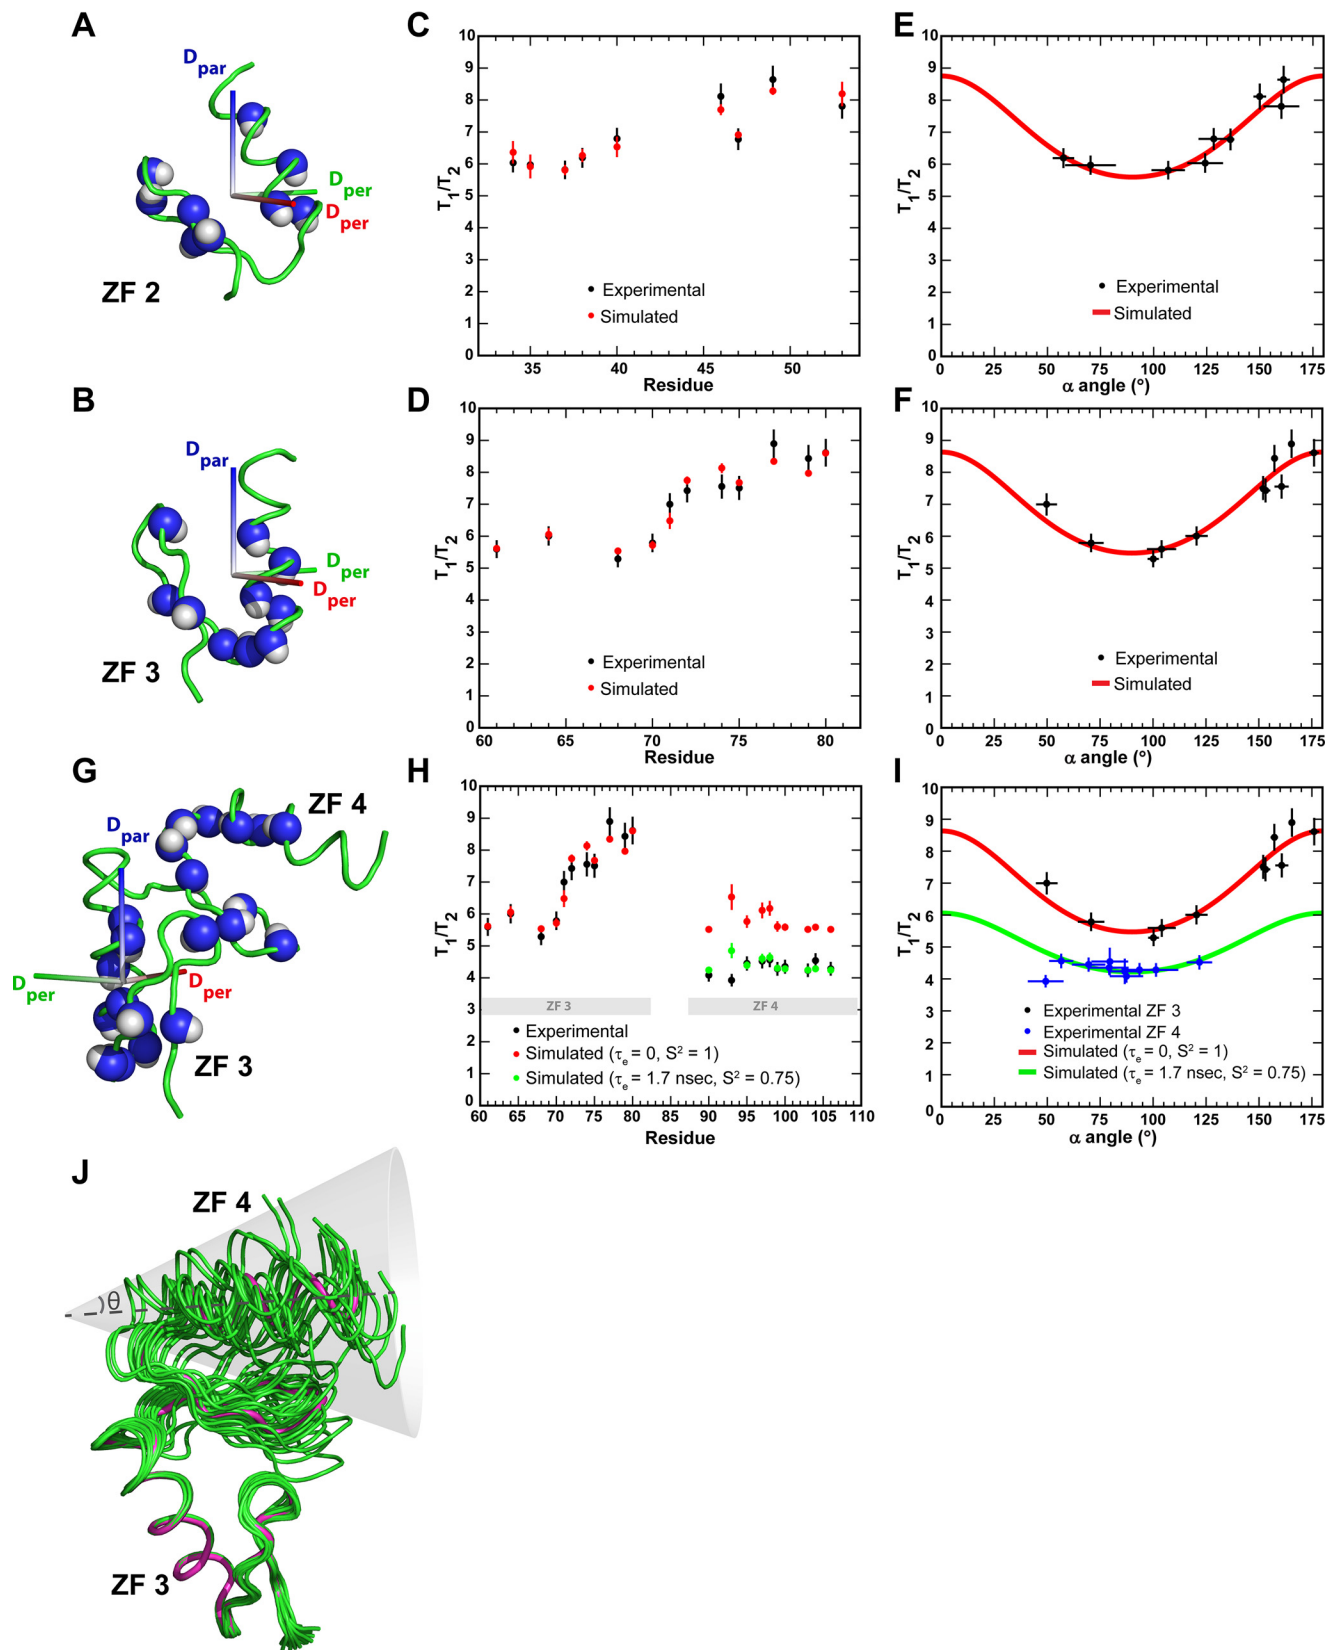 A
D par
D per
D per
ZF 2
C
10
9
8
7
6
5
4
3
2
1
0
T1/T2
35 40 45 50
Residue
Experimental
Simulated
E
10
9
8
7
6
5
4
3
2
1
0
T1/T2
0 25 50 75 100 125 150 175
α angle (°)
Experimental
Simulated
B
D par
D per
D per
ZF 3
D
10
9
8
7
6
5
4
3
2
1
0
T1/T2
60 65 70 75 80
Residue
Experimental
Simulated
F
10
9
8
7
6
5
4
3
2
1
0
T1/T2
0 25 50 75 100 125 150 175
α angle (°)
Experimental
Simulated
G
ZF 4
D par
D per
D per
ZF 3
H
10
9
8
7
6
5
4
3
2
1
0
T1/T2
ZF 3 ZF 4
Experimental
Simulated (τe = 0, S² = 1)
Simulated (τe = 1.7 nsec, S² = 0.75)
60 65 70 75 80 85 90 95 100 105 110
Residue
I
10
9
8
7
6
5
4
3
2
1
0
T1/T2
Experimental ZF 3
Experimental ZF 4
Simulated (τe = 0, S² = 1)
Simulated (τe = 1.7 nsec, S² = 0.75)
0 25 50 75 100 125 150 175
α angle (°)
J
ZF 4
θ
ZF 3